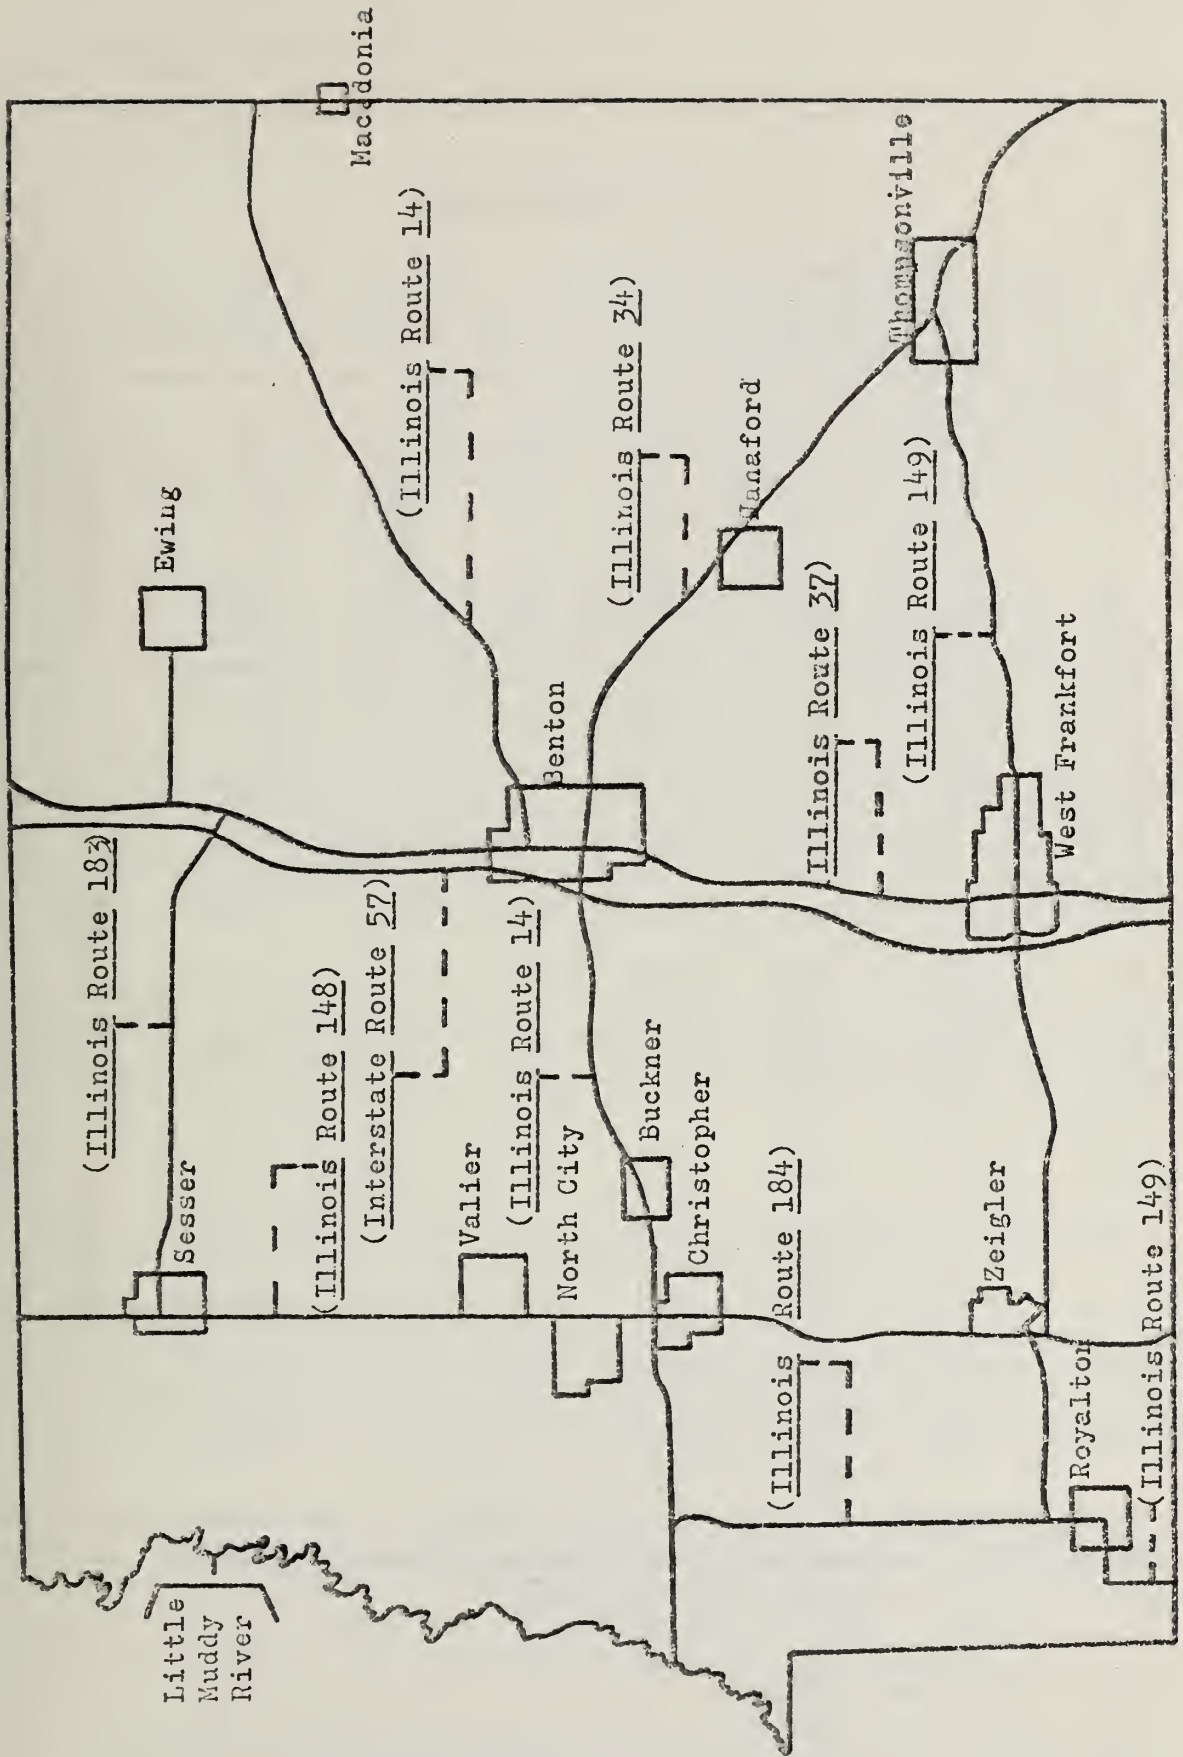 Little
Muddy
River
Sesser
(Illinois Route 183)
Ewing
(Illinois Route 148)
Macedonia
(Interstate Route 57)
(Illinois Route 14)
Valier
(Illinois Route 14)
North City
Benton
(Illinois Route 34)
Buckner
Christopher
Hanaford
(Illinois Route 184)
(Illinois Route 37)
Thompsonville
(Illinois Route 149)
Zeigler
West Frankfort
Royalton
(Illinois Route 149)